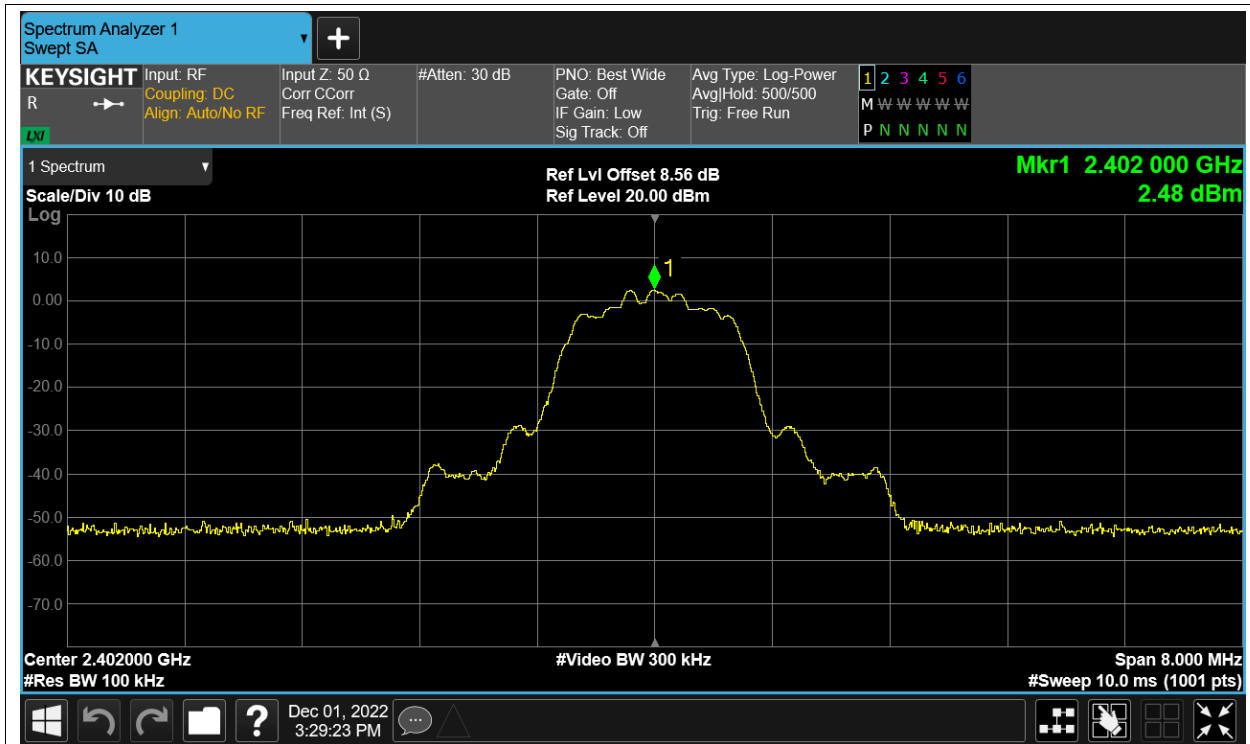 Spectrum Analyzer 1
Swept SA
KEYSIGHT
R
LXI
Input: RF
Coupling: DC
Align: Auto/No RF
Input Z: 50 Ω
Corr CCorr
Freq Ref: Int (S)
#Atten: 30 dB
PNO: Best Wide
Gate: Off
IF Gain: Low
Sig Track: Off
Avg Type: Log-Power
Avg|Hold: 500/500
Trig: Free Run
1 2 3 4 5 6
M W W W W W W
P N N N N N
1 Spectrum
Scale/Div 10 dB
Ref Lvl Offset 8.56 dB
Ref Level 20.00 dBm
Mkr1 2.402 000 GHz
2.48 dBm
Log
10.0
0.00
-10.0
-20.0
-30.0
-40.0
-50.0
-60.0
-70.0
1
Center 2.402000 GHz
#Res BW 100 kHz
#Video BW 300 kHz
Span 8.000 MHz
#Sweep 10.0 ms (1001 pts)
?
Dec 01, 2022
3:29:23 PM